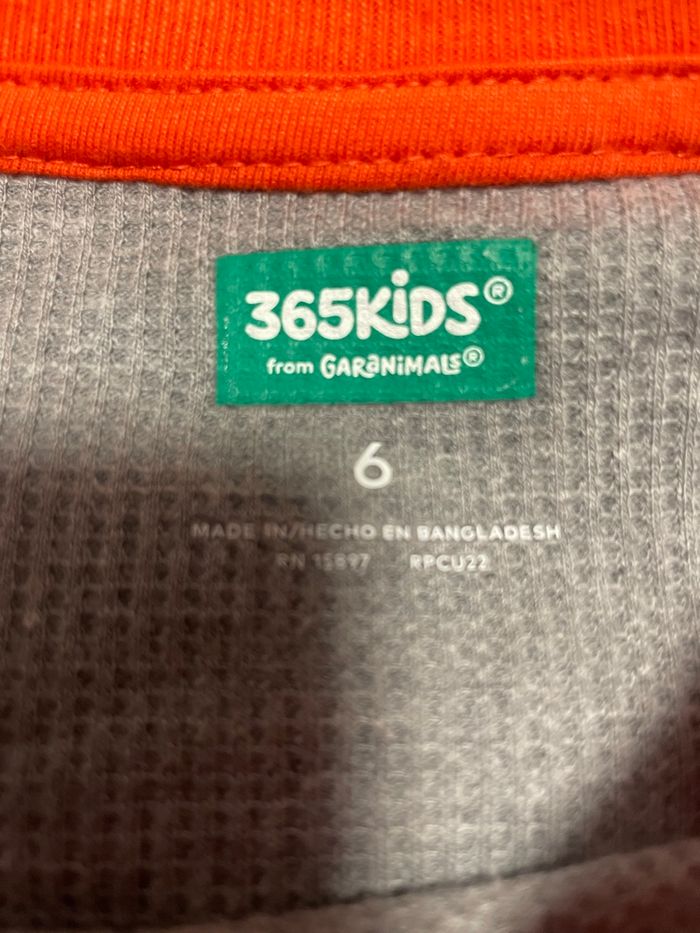 365KiDS®
from GARaNiMALS®
6
MADE IN/HECHO EN BANGLADESH
RN 15897 RPCU22